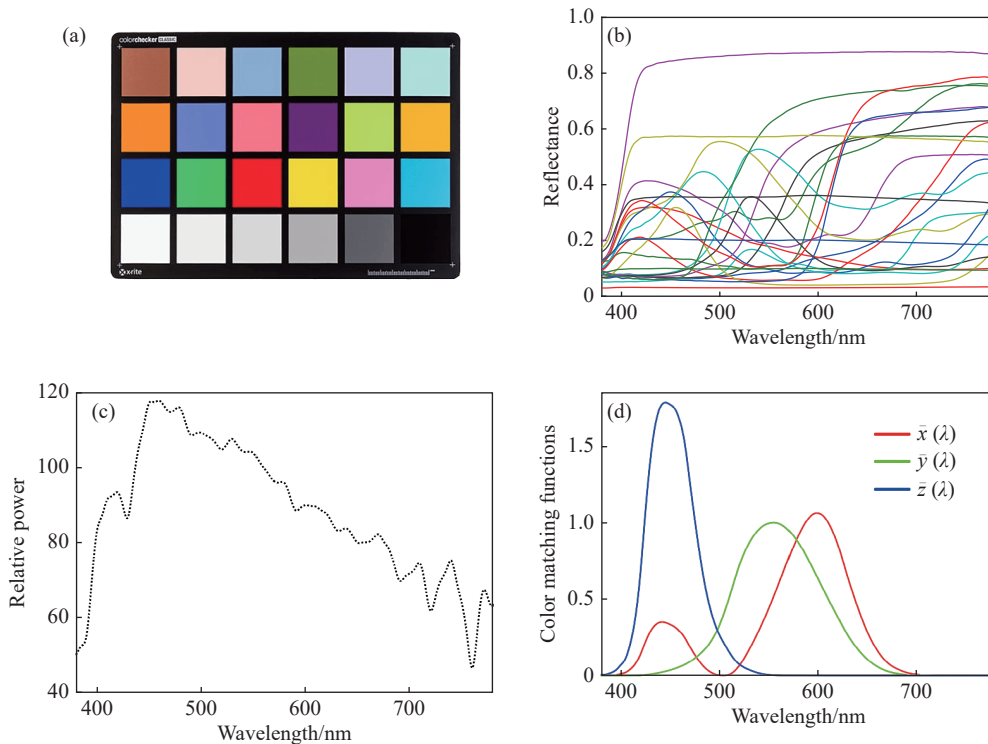 (a)
colorchecker CLASSIC
x-rite
(b)
1.0
0.8
0.6
0.4
0.2
0
Reflectance
400 500 600 700
Wavelength/nm
(c)
120
100
80
60
40
Relative power
400 500 600 700
Wavelength/nm
(d)
1.5
1.0
0.5
0
Color matching functions
x̄ (λ)
ȳ (λ)
z̄ (λ)
400 500 600 700
Wavelength/nm